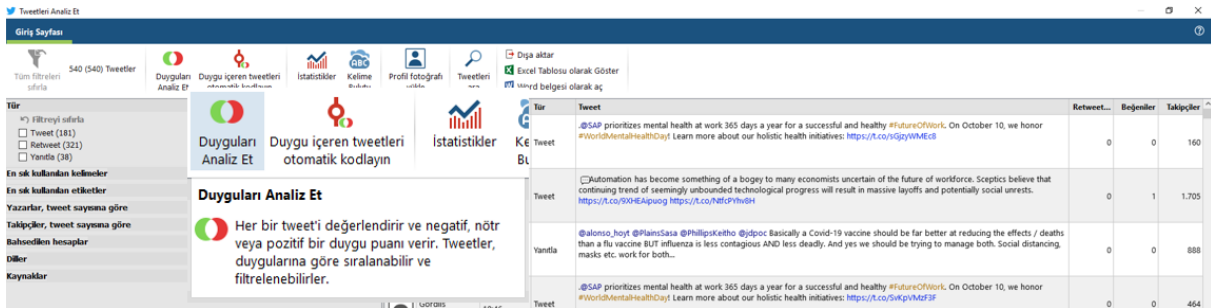 Tweetleri Analiz Et
Giriş Sayfası
Tüm filtreleri
sıfırla
540 (540) Tweetler
Duyguları
Analiz Et
Duygu içeren tweetleri
otomatik kodlayın
İstatistikler
Kelime
Bulutu
Profil fotoğrafı
yükle
Tweetleri
ara
Dışa aktar
Excel Tablosu olarak Göster
Word belgesi olarak aç
Tür
Filtreyi sıfırla
Tweet (181)
Retweet (321)
Yanıtla (38)
En sık kullanılan kelimeler
En sık kullanılan etiketler
Yazarlar, tweet sayısına göre
Takipçiler, tweet sayısına göre
Bahsedilen hesaplar
Diller
Kaynaklar
Duyguları
Analiz Et
Duygu içeren tweetleri
otomatik kodlayın
İstatistikler
Ke
Bu
Duyguları Analiz Et
Her bir tweet'i değerlendirir ve negatif, nötr
veya pozitif bir duygu puanı verir. Tweetler,
duygularına göre sıralanabilir ve
filtrelenebilirler.
Tür Tweet Retweet... Beğeniler Takipçiler
.@SAP prioritizes mental health at work 365 days a year for a successful and healthy #FutureOfWork. On October 10, we honor
#WorldMentalHealthDay! Learn more about our holistic health initiatives: https://t.co/sGjzyWMEc8
Tweet 0 0 160
Automation has become something of a bogey to many economists uncertain of the future of workforce. Sceptics believe that
continuing trend of seemingly unbounded technological progress will result in massive layoffs and potentially social unrests.
https://t.co/9XHEAipuog https://t.co/NtfcPYhv8H
Tweet 0 1 1.705
@alonso_hoyt @PlainsSasa @PhillipsKeitho @jdpoc Basically a Covid-19 vaccine should be far better at reducing the effects / deaths
than a flu vaccine BUT influenza is less contagious AND less deadly. And yes we should be trying to manage both. Social distancing,
masks etc. work for both...
Yanıtla 0 0 888
.@SAP prioritizes mental health at work 365 days a year for a successful and healthy #FutureOfWork. On October 10, we honor
#WorldMentalHealthDay! Learn more about our holistic health initiatives: https://t.co/SvKpVMzF3F
Tweet 0 0 464